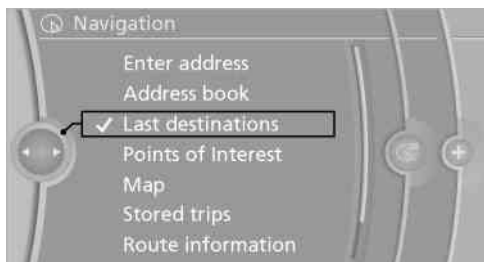 Navigation
Enter address
Address book
Last destinations
Points of Interest
Map
Stored trips
Route information